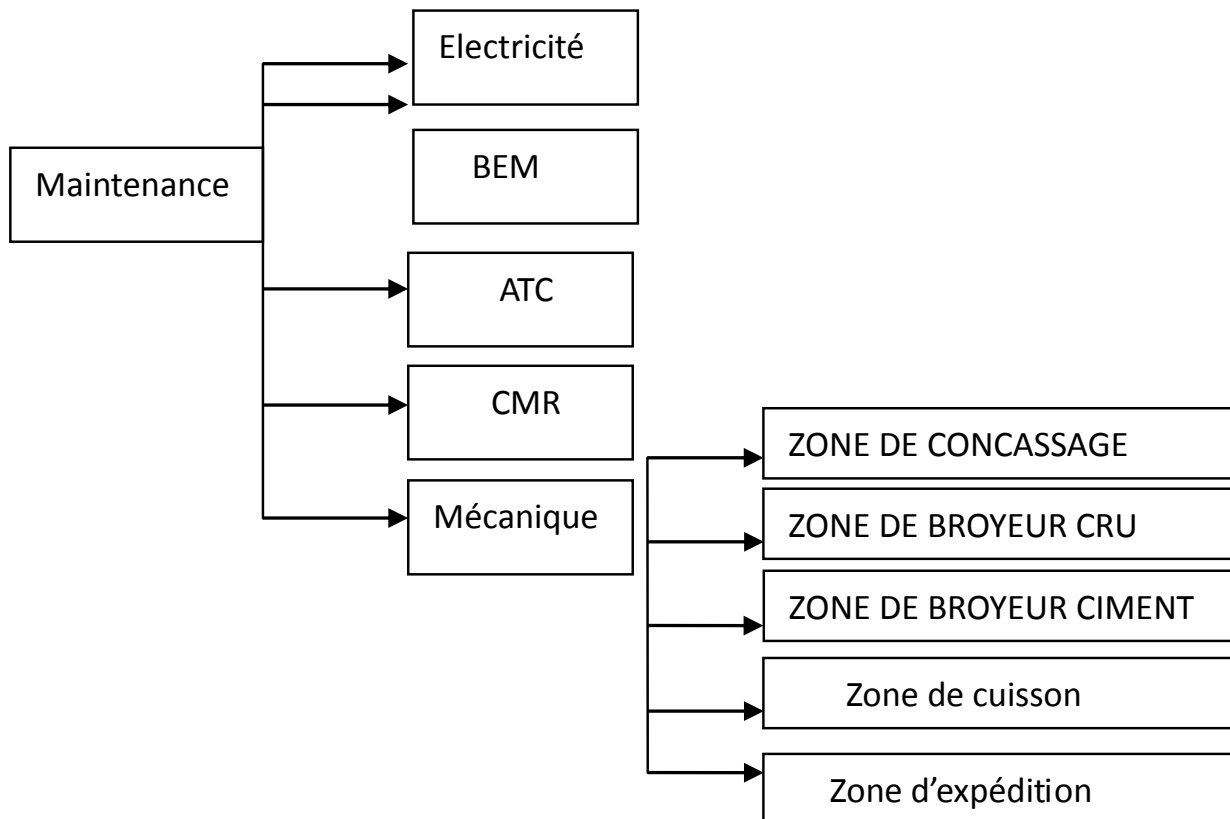 Electricité
BEM
Maintenance
ATC
CMR
Mécanique
ZONE DE CONCASSAGE
ZONE DE BROYEUR CRU
ZONE DE BROYEUR CIMENT
Zone de cuisson
Zone d’expédition